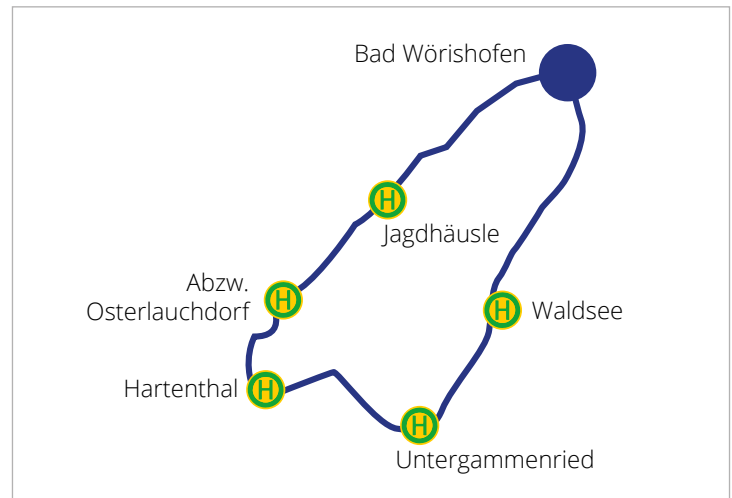 Bad Wörishofen
H
Jagdhäusle
Abzw.
Osterlauchdorf
H
H
Waldsee
Hartenthal
H
H
Untergammenried